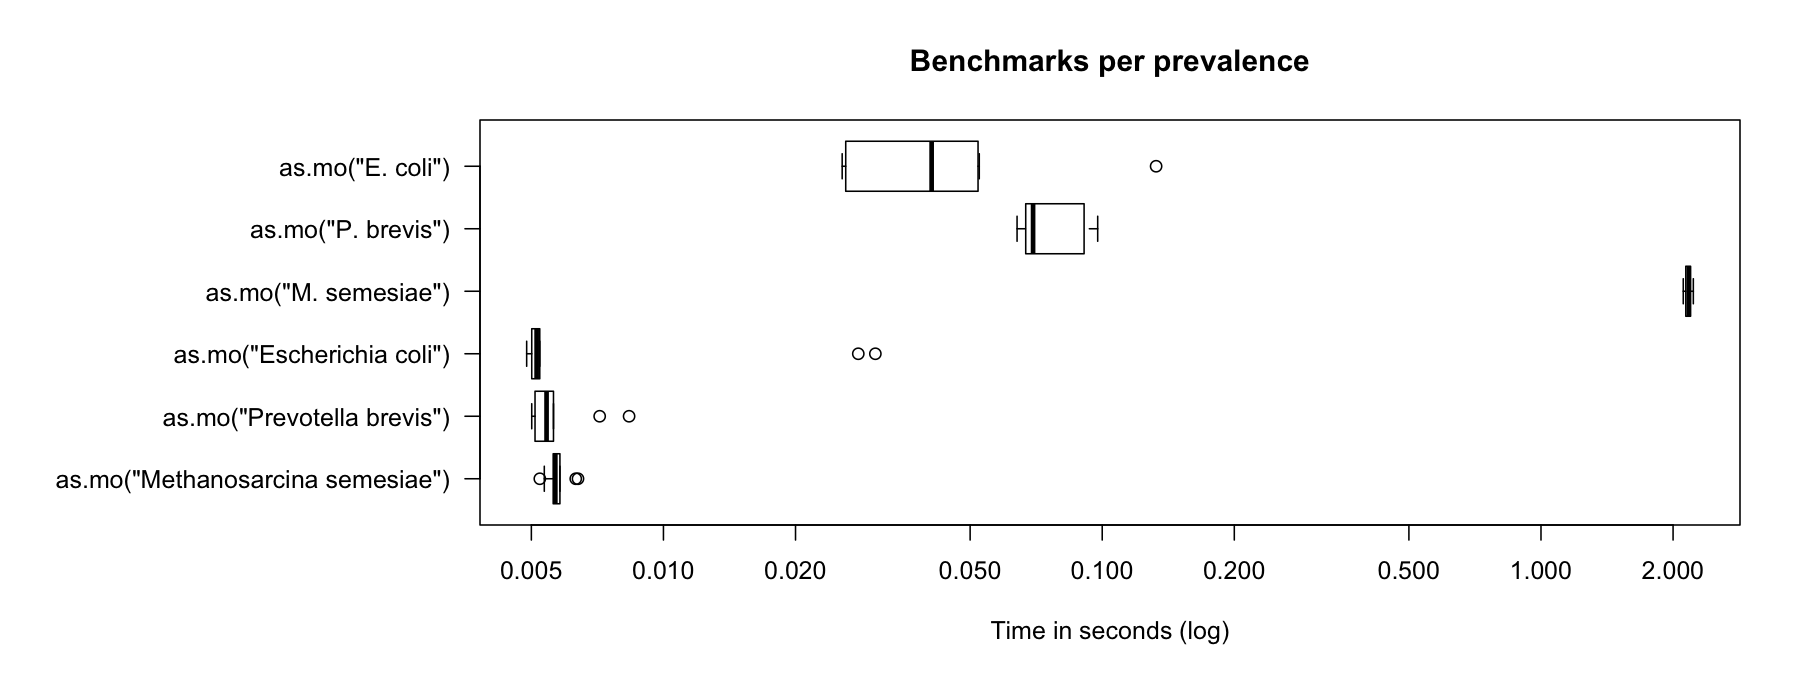 Benchmarks per prevalence
as.mo("E. coli")
as.mo("P. brevis")
as.mo("M. semesiae")
as.mo("Escherichia coli")
as.mo("Prevotella brevis")
as.mo("Methanosarcina semesiae")
0.005 0.010 0.020 0.050 0.100 0.200 0.500 1.000 2.000
Time in seconds (log)